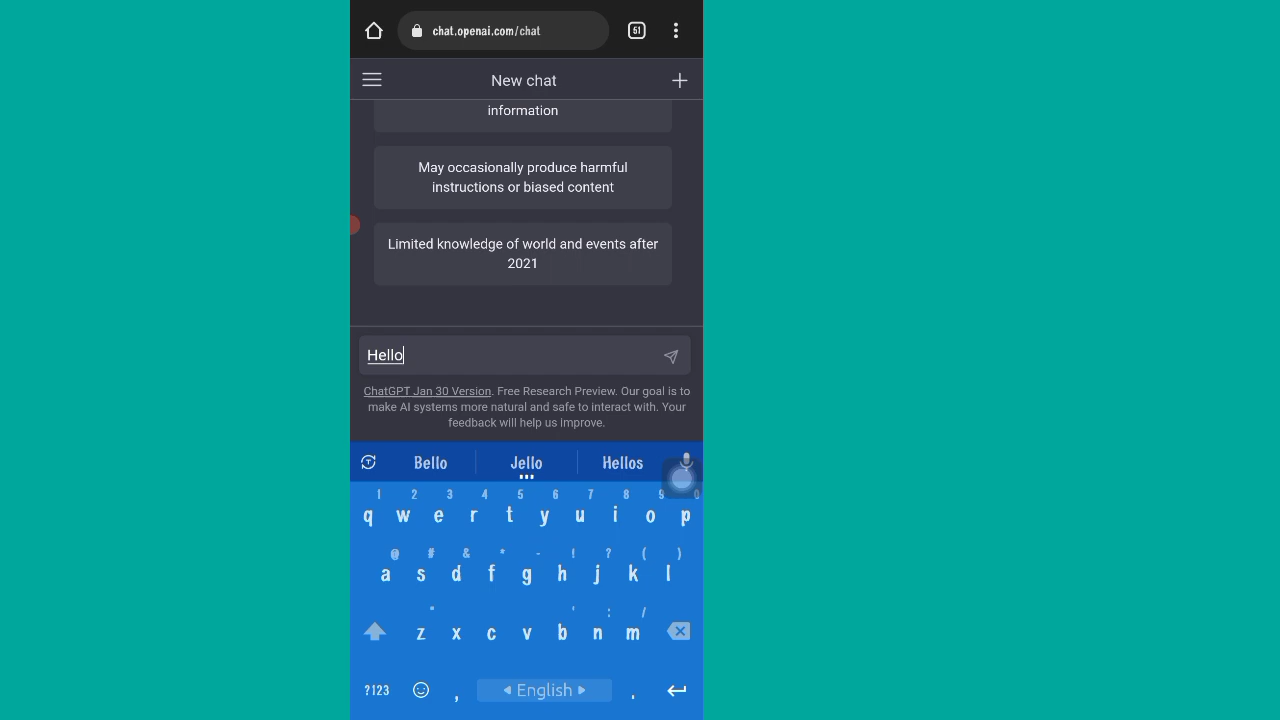 chat.openai.com/chat
51
New chat
information
May occasionally produce harmful
instructions or biased content
Limited knowledge of world and events after
2021
Hello
ChatGPT Jan 30 Version. Free Research Preview. Our goal is to
make AI systems more natural and safe to interact with. Your
feedback will help us improve.
Bello Jello Hellos
1 2 3 4 5 6 7 8 9 0
q w e r t y u i o p
@ # & * - ! ? ( )
a s d f g h j k l
" ' : /
z x c v b n m
?123 , English .